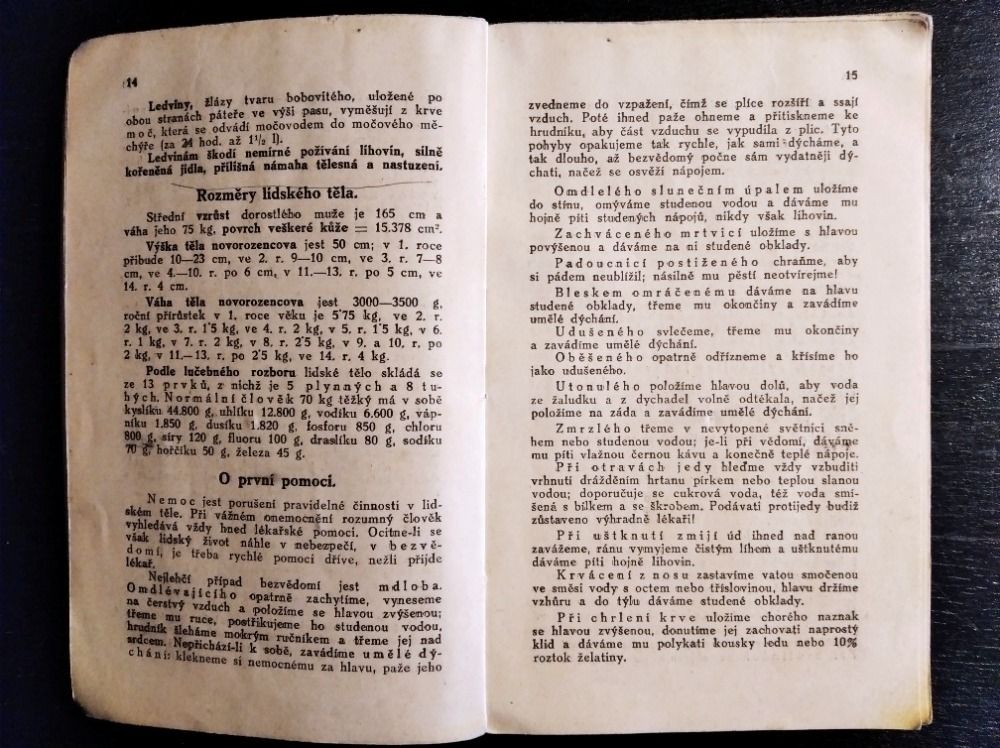 14
Ledviny, žlázy tvaru bobovitého, uložené po
obou stranách páteře ve výši pasu, vyměšují z krve
moč, která se odvádí močovodem do močového mě-
chýře (za 24 hod. až 1¹/₂ l).
Ledvinám škodí nemírné požívání lihovin, silně
kořeněná jídla, přílišná námaha tělesná a nastuzení.
Rozměry lidského těla.
Střední vzrůst dorostlého muže je 165 cm a
váha jeho 75 kg, povrch veškeré kůže = 15.378 cm².
Výška těla novorozencova jest 50 cm; v 1. roce
přibude 10—23 cm, ve 2. r. 9—10 cm, ve 3. r. 7—8
cm, ve 4.—10. r. po 6 cm, v 11.—13. r. po 5 cm, ve
14. r. 4 cm.
Váha těla novorozencova jest 3000—3500 g,
roční přírůstek v 1. roce věku je 5'75 kg, ve 2. r.
2 kg, ve 3. r. 1'5 kg, ve 4. r. 2 kg, v 5. r. 1'5 kg, v 6.
r. 1 kg, v 7. r. 2 kg, v 8. r. 2'5 kg, v 9. a 10. r. po
2 kg, v 11.—13. r. po 2'5 kg, ve 14. r. 4 kg.
Podle lučebného rozboru lidské tělo skládá se
ze 13 prvků, z nichž je 5 plynných a 8 tu-
hých. Normální člověk 70 kg těžký má v sobě
kyslíku 44.800 g, uhlíku 12.800 g, vodíku 6.600 g, váp-
níku 1.850 g, dusíku 1.820 g, fosforu 850 g, chloru
800 g, síry 120 g, fluoru 100 g, draslíku 80 g, sodíku
70 g, hořčíku 50 g, železa 45 g.
O první pomoci.
Nemoc jest porušení pravidelné činnosti v lid-
ském těle. Při vážném onemocnění rozumný člověk
vyhledává vždy hned lékařské pomoci. Ocitne-li se
však lidský život náhle v nebezpečí, v bezvě-
domí, je třeba rychlé pomoci dříve, nežli přijde
lékař.
Nejlehčí případ bezvědomí jest mdloba.
Omdlévajícího opatrně zachytíme, vyneseme
na čerstvý vzduch a položíme se hlavou zvýšenou;
třeme mu ruce, postřikujeme ho studenou vodou,
hrudník šleháme mokrým ručníkem a třeme jej nad
srdcem. Nepřichází-li k sobě, zavádíme umělé dý-
chání: klekneme si nemocnému za hlavu, paže jeho
15
zvedneme do vzpažení, čímž se plíce rozšíří a ssají
vzduch. Poté ihned paže ohneme a přitiskneme ke
hrudníku, aby část vzduchu se vypudila z plic. Tyto
pohyby opakujeme tak rychle, jak sami dýcháme, a
tak dlouho, až bezvědomý počne sám vydatněji dý-
chati, načež se osvěží nápojem.
Omdlelého slunečním úpalem uložíme
do stínu, omýváme studenou vodou a dáváme mu
hojně píti studených nápojů, nikdy však lihovin.
Zachváceného mrtvicí uložíme s hlavou
povýšenou a dáváme na ni studené obklady.
Padoucnicí postiženého chraňme, aby
si pádem neublížil; násilně mu pěstí neotvírejme!
Bleskem omráčenému dáváme na hlavu
studené obklady, třeme mu okončiny a zavádíme
umělé dýchání.
Udušeného svlečeme, třeme mu okončiny
a zavádíme umělé dýchání.
Oběšeného opatrně odřízneme a křísíme ho
jako udušeného.
Utonulého položíme hlavou dolů, aby voda
ze žaludku a z dychadel volně odtékala, načež jej
položíme na záda a zavádíme umělé dýchání.
Zmrzlého třeme v nevytopené světnici sně-
hem nebo studenou vodou; je-li při vědomí, dáváme
mu píti vlažnou černou kávu a konečně teplé nápoje.
Při otravách jedy hleďme vždy vzbuditi
vrhnutí drážděním hrtanu pírkem nebo teplou slanou
vodou; doporučuje se cukrová voda, též voda smí-
šená s bílkem a se škrobem. Podávati protijedy budiž
zůstaveno výhradně lékaři!
Při uštknutí zmijí úd ihned nad ranou
zavážeme, ránu vymyjeme čistým líhem a uštknutému
dáváme píti hojně lihovin.
Krvácení z nosu zastavíme vatou smočenou
ve směsi vody s octem nebo tříslovinou, hlavu držíme
vzhůru a do týlu dáváme studené obklady.
Při chrlení krve uložíme chorého naznak
se hlavou zvýšenou, donutíme jej zachovati naprostý
klid a dáváme mu polykati kousky ledu nebo 10%
roztok želatiny.